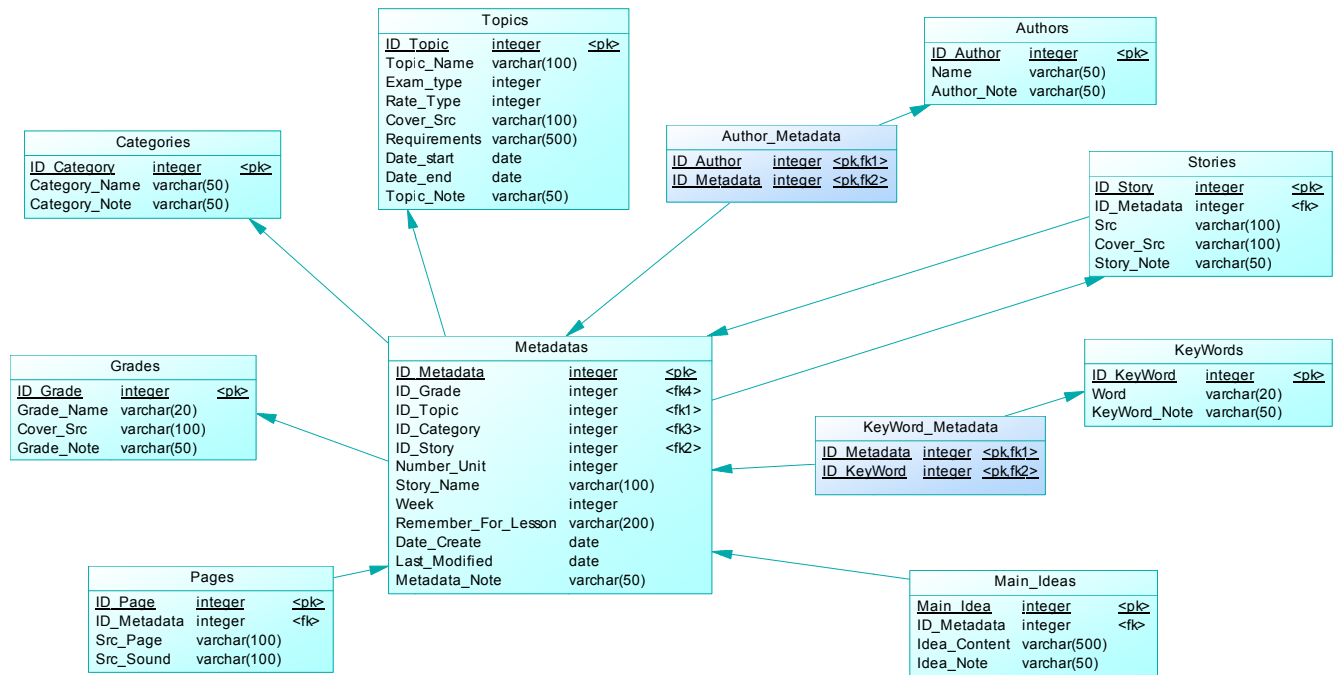 Topics
ID_Topic integer <pk>
Topic_Name varchar(100)
Exam_type integer
Rate_Type integer
Cover_Src varchar(100)
Requirements varchar(500)
Date_start date
Date_end date
Topic_Note varchar(50)
Authors
ID_Author integer <pk>
Name varchar(50)
Author_Note varchar(50)
Categories
ID_Category integer <pk>
Category_Name varchar(50)
Category_Note varchar(50)
Author_Metadata
ID_Author integer <pk,fk1>
ID_Metadata integer <pk,fk2>
Stories
ID_Story integer <pk>
ID_Metadata integer <fk>
Src varchar(100)
Cover_Src varchar(100)
Story_Note varchar(50)
Metadatas
ID_Metadata integer <pk>
ID_Grade integer <fk4>
ID_Topic integer <fk1>
ID_Category integer <fk3>
ID_Story integer <fk2>
Number_Unit integer
Story_Name varchar(100)
Week integer
Remember_For_Lesson varchar(200)
Date_Create date
Last_Modified date
Metadata_Note varchar(50)
Grades
ID_Grade integer <pk>
Grade_Name varchar(20)
Cover_Src varchar(100)
Grade_Note varchar(50)
KeyWords
ID_KeyWord integer <pk>
Word varchar(20)
KeyWord_Note varchar(50)
KeyWord_Metadata
ID_Metadata integer <pk,fk1>
ID_KeyWord integer <pk,fk2>
Pages
ID_Page integer <pk>
ID_Metadata integer <fk>
Src_Page varchar(100)
Src_Sound varchar(100)
Main_Ideas
Main_Idea integer <pk>
ID_Metadata integer <fk>
Idea_Content varchar(500)
Idea_Note varchar(50)